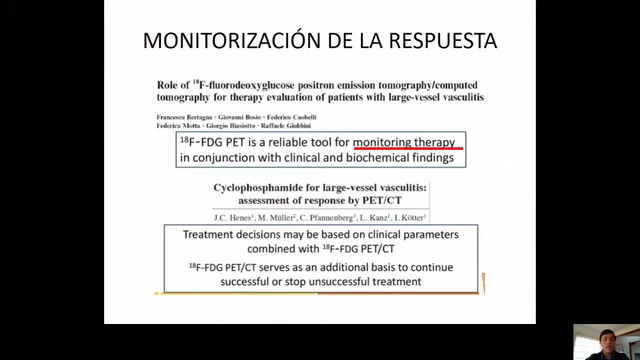 MONITORIZACIÓN DE LA RESPUESTA
Role of ¹⁸F-fluorodeoxyglucose positron emission tomography/computed
tomography for therapy evaluation of patients with large-vessel vasculitis
Francesco Bertagna · Giovanni Bosio · Federico Caobelli
Federica Motta · Giorgio Biasiotto · Raffaele Giubbini
¹⁸F-FDG PET is a reliable tool for monitoring therapy
in conjunction with clinical and biochemical findings
Cyclophosphamide for large-vessel vasculitis:
assessment of response by PET/CT
J.C. Henes¹, M. Müller², C. Pfannenberg³, L. Kanz¹, I. Kötter¹
Treatment decisions may be based on clinical parameters
combined with ¹⁸F-FDG PET/CT
¹⁸F-FDG PET/CT serves as an additional basis to continue
successful or stop unsuccessful treatment